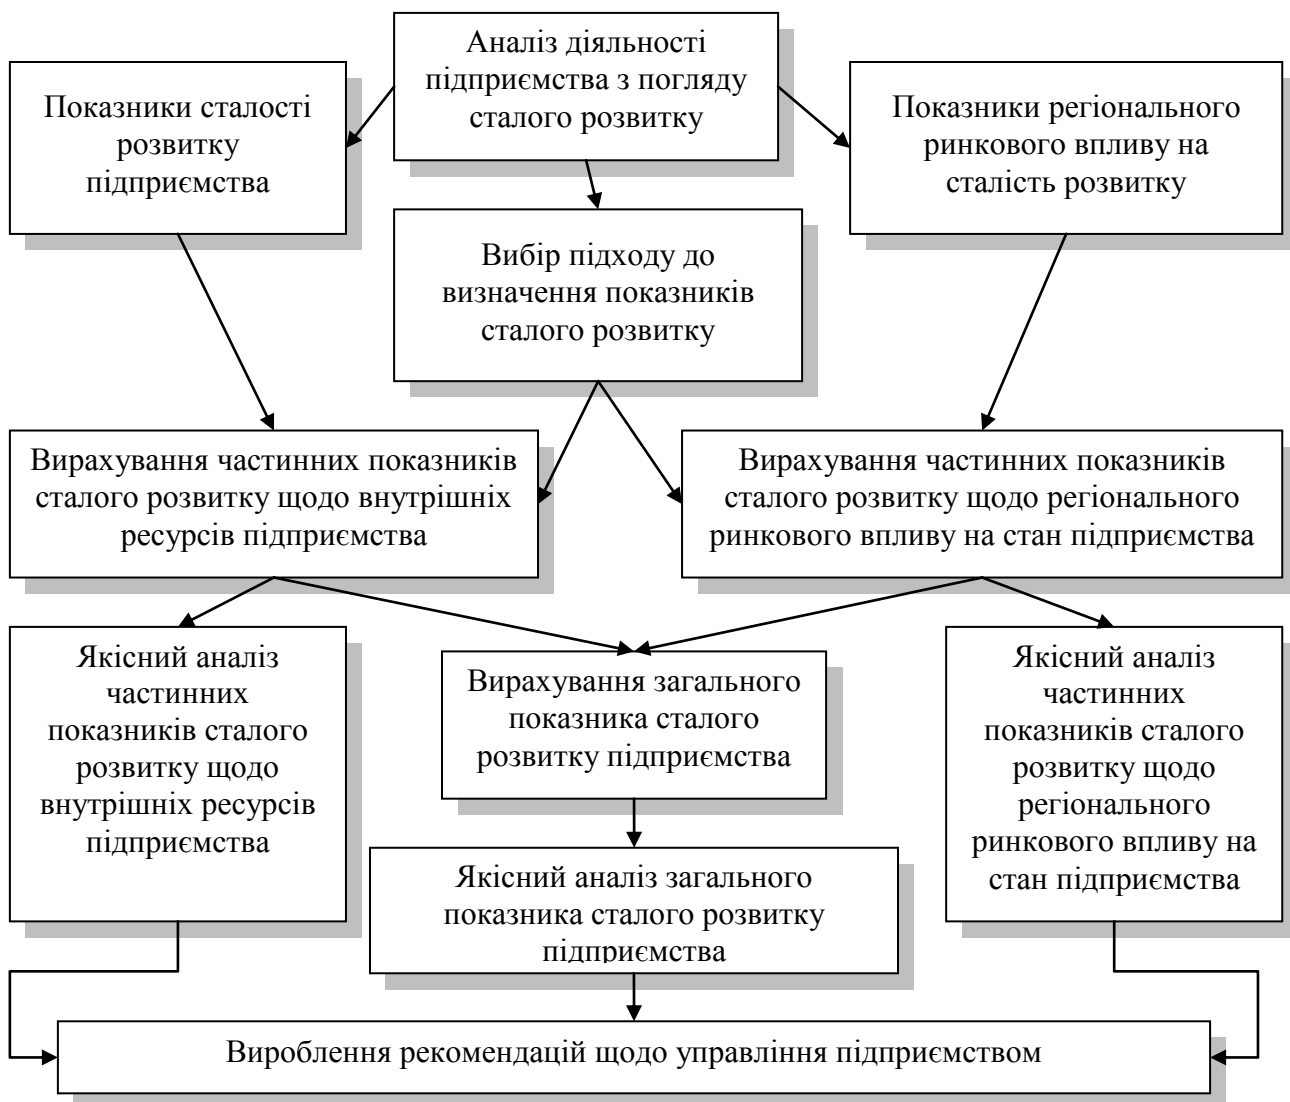 Аналіз діяльності
підприємства з погляду
сталого розвитку
Показники сталості
розвитку
підприємства
Показники регіонального
ринкового впливу на
сталість розвитку
Вибір підходу до
визначення показників
сталого розвитку
Вирахування частинних показників
сталого розвитку щодо внутрішніх
ресурсів підприємства
Вирахування частинних показників
сталого розвитку щодо регіонального
ринкового впливу на стан підприємства
Якісний аналіз
частинних
показників сталого
розвитку щодо
внутрішніх ресурсів
підприємства
Вирахування загального
показника сталого
розвитку підприємства
Якісний аналіз
частинних
показників сталого
розвитку щодо
регіонального
ринкового впливу на
стан підприємства
Якісний аналіз загального
показника сталого розвитку
підприємства
Вироблення рекомендацій щодо управління підприємством